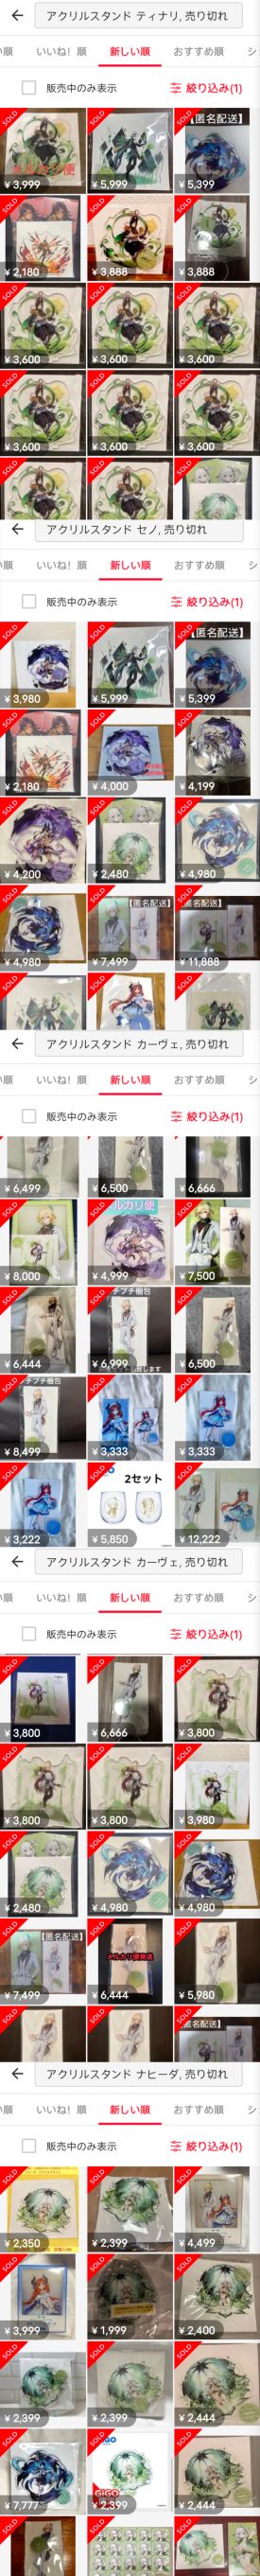 アクリルスタンド ティナリ, 売り切れ
順 いいね！順 新しい順 おすすめ順 シ
販売中のみ表示 絞り込み(1)
SOLD SOLD SOLD 【匿名配送】
¥3,999 ¥5,999 ¥5,399
SOLD SOLD SOLD
¥2,180 ¥3,888 ¥3,888
SOLD SOLD SOLD
¥3,600 ¥3,600 ¥3,600
SOLD SOLD SOLD
¥3,600 ¥3,600 ¥3,600
SOLD SOLD SOLD
アクリルスタンド セノ, 売り切れ
順 いいね！順 新しい順 おすすめ順 シ
販売中のみ表示 絞り込み(1)
SOLD SOLD SOLD 【匿名配送】
¥3,980 ¥5,999 ¥5,399
SOLD SOLD SOLD
¥2,180 ¥4,000 ¥4,199
SOLD SOLD SOLD
¥4,200 ¥2,480 ¥4,980
SOLD SOLD 【匿名配送】 SOLD 匿名配送】
¥4,980 ¥7,499 ¥11,888
SOLD SOLD SOLD
アクリルスタンド カーヴェ, 売り切れ
順 いいね！順 新しい順 おすすめ順 シ
販売中のみ表示 絞り込み(1)
¥6,499 ¥6,500 ¥6,666
SOLD SOLD メルカリ便 SOLD
¥8,000 ¥4,999 ¥7,500
SOLD SOLD プチプチ梱包 SOLD
¥6,444 ¥6,999 ¥6,500
SOLD プチ梱包 SOLD SOLD
¥8,499 ¥3,333 ¥3,333
SOLD SOLD 2セット SOLD
¥3,222 ¥5,850 ¥12,222
アクリルスタンド カーヴェ, 売り切れ
順 いいね！順 新しい順 おすすめ順 シ
販売中のみ表示 絞り込み(1)
SOLD SOLD SOLD
¥3,800 ¥6,666 ¥3,800
SOLD SOLD SOLD
¥3,800 ¥3,800 ¥3,980
SOLD SOLD SOLD
¥2,480 ¥4,980 ¥4,980
SOLD 【匿名配送】 SOLD メルカリ便発送 SOLD
¥7,499 ¥6,444 ¥5,980
SOLD SOLD SOLD 匿名配送】
アクリルスタンド ナヒーダ, 売り切れ
順 いいね！順 新しい順 おすすめ順 シ
販売中のみ表示 絞り込み(1)
SOLD SOLD SOLD
¥2,350 ¥2,399 ¥4,499
SOLD SOLD SOLD
¥3,999 ¥1,999 ¥2,400
SOLD SOLD SOLD
¥2,399 ¥2,399 ¥2,444
SOLD SOLD GiGO SOLD
¥7,777 ¥2,399 ¥2,444
SOLD SOLD SOLD